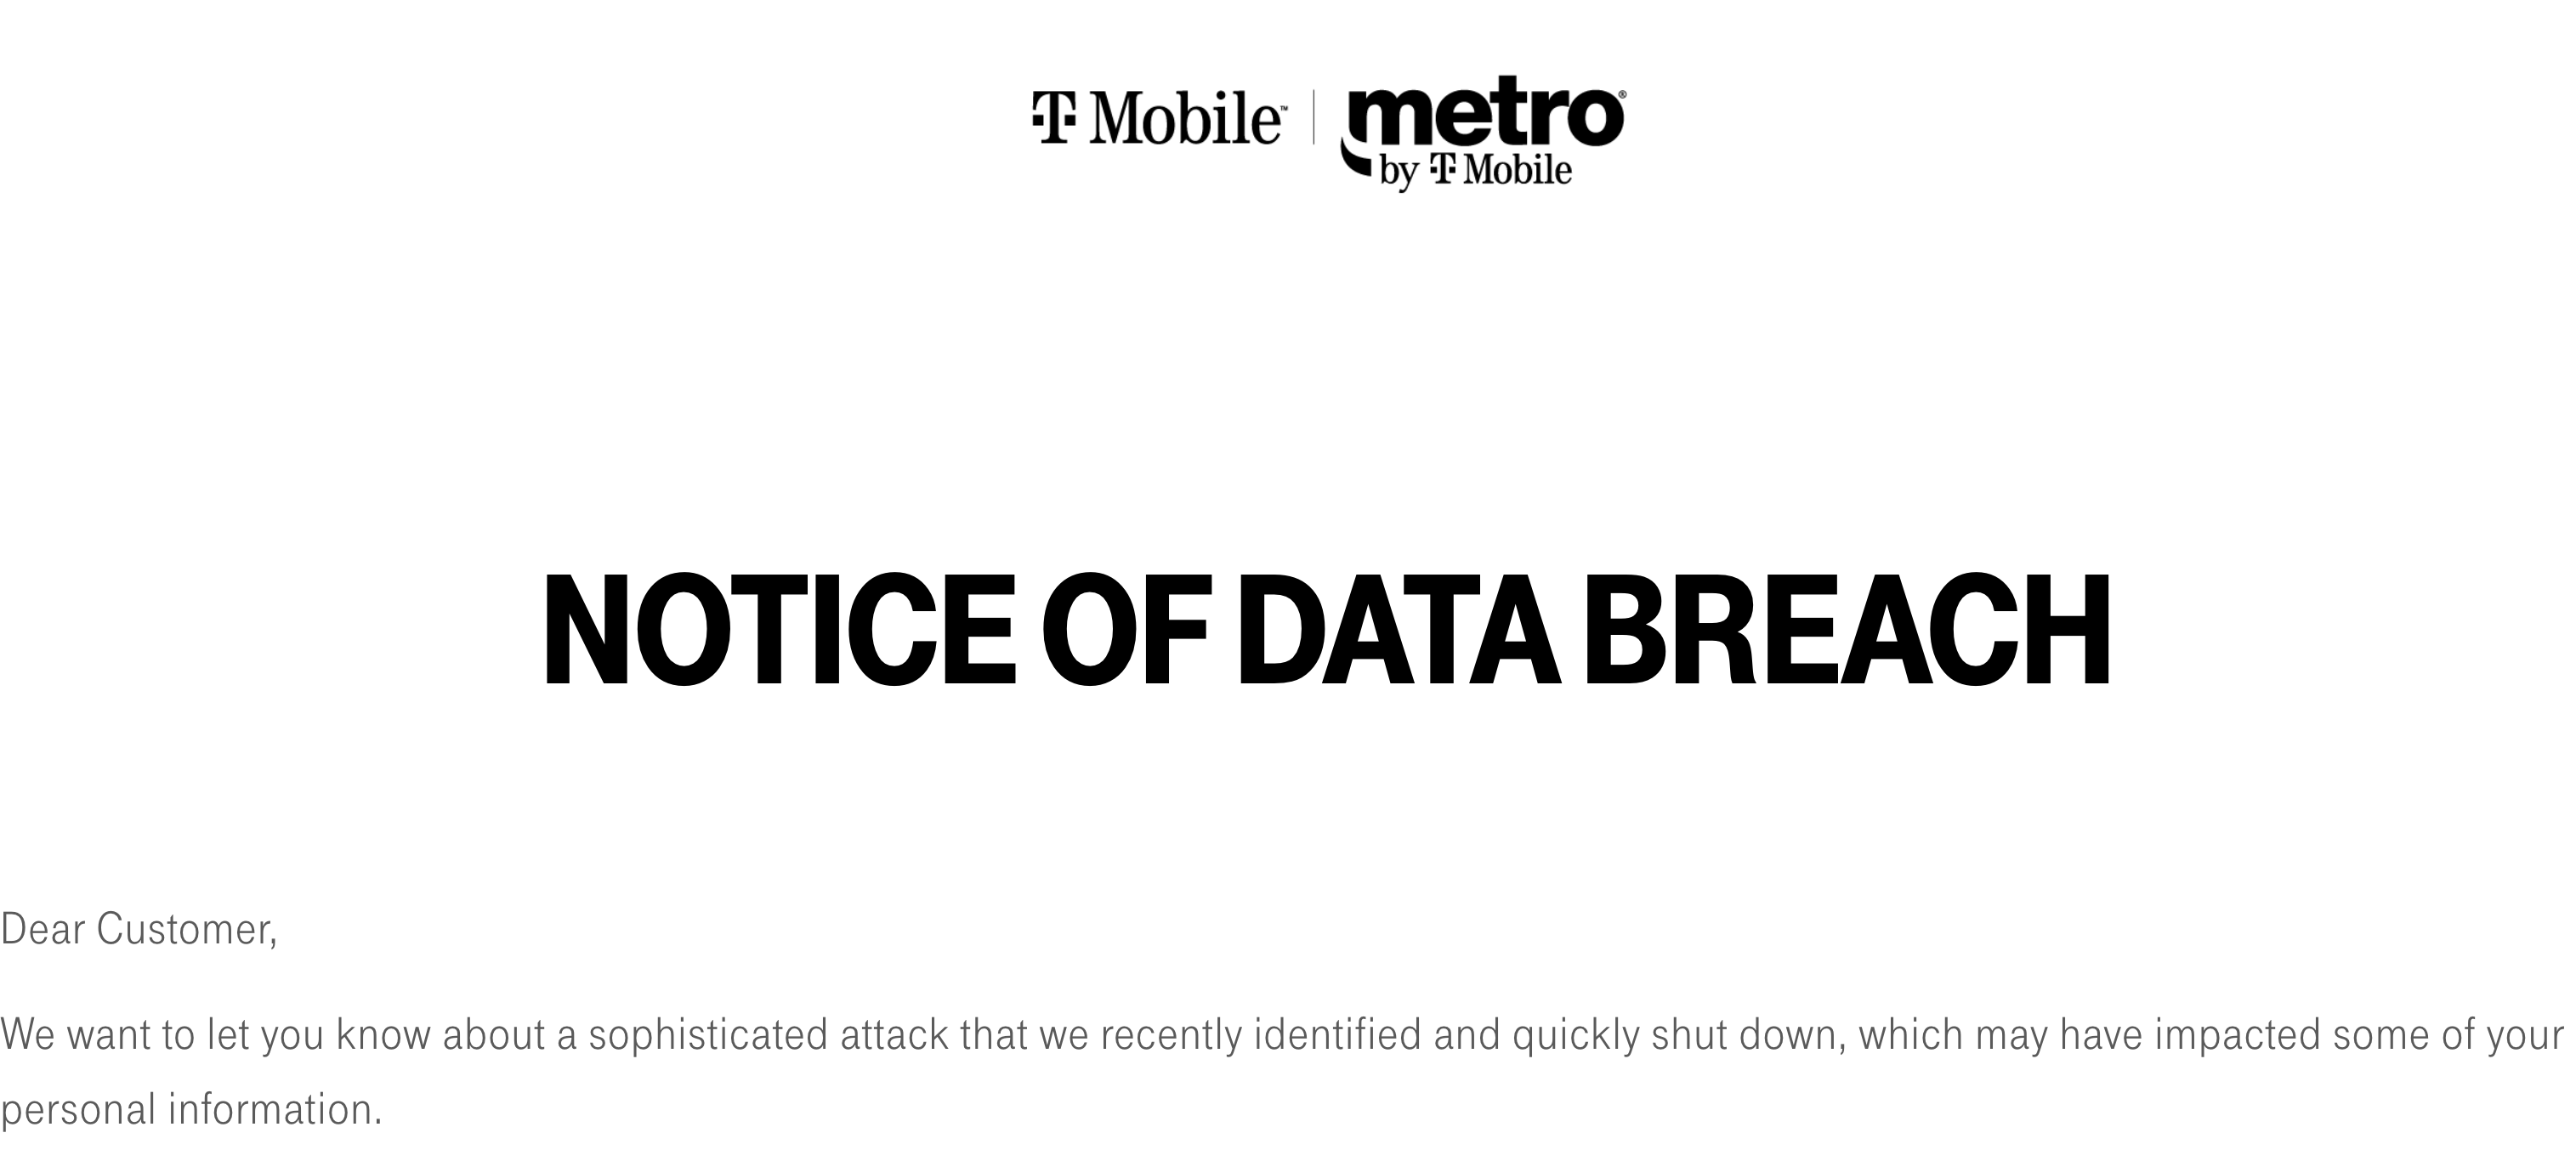 T Mobile™ | metro®
by T Mobile
NOTICE OF DATA BREACH
Dear Customer,
We want to let you know about a sophisticated attack that we recently identified and quickly shut down, which may have impacted some of your
personal information.